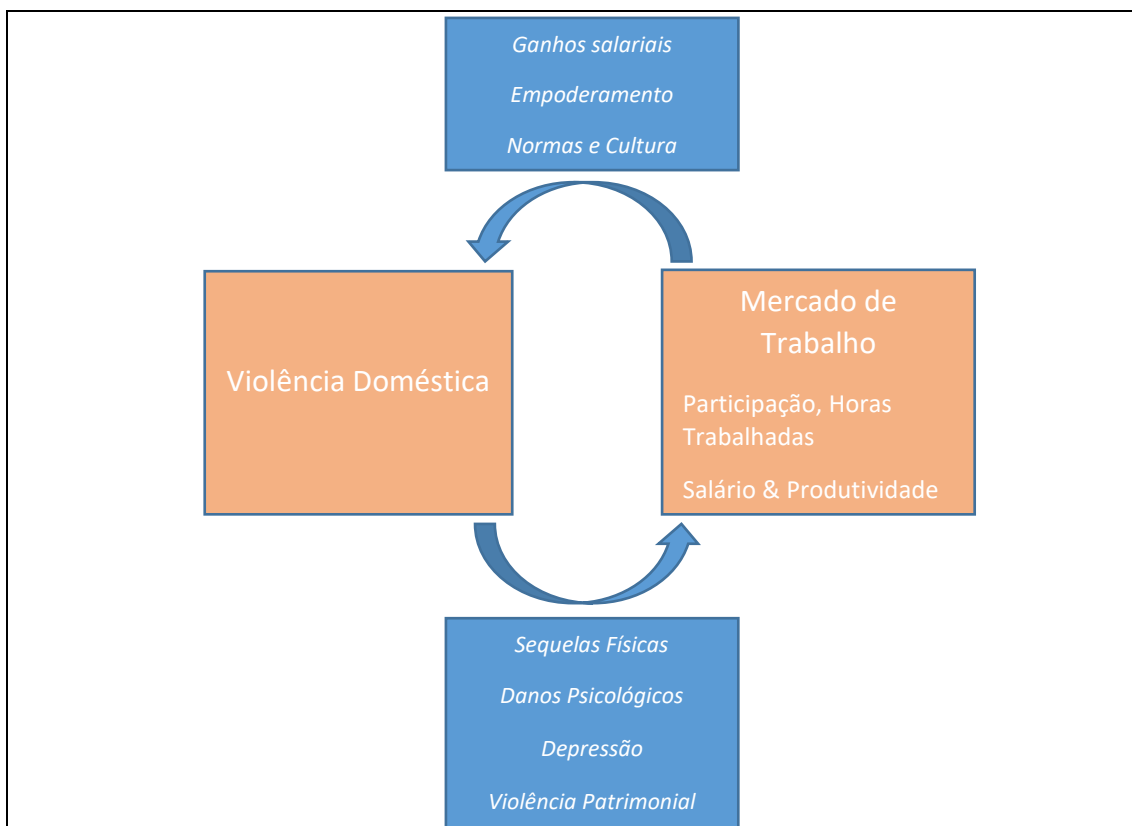 Ganhos salariais
Empoderamento
Normas e Cultura
Violência Doméstica
Mercado de
Trabalho
Participação, Horas
Trabalhadas
Salário & Produtividade
Sequelas Físicas
Danos Psicológicos
Depressão
Violência Patrimonial